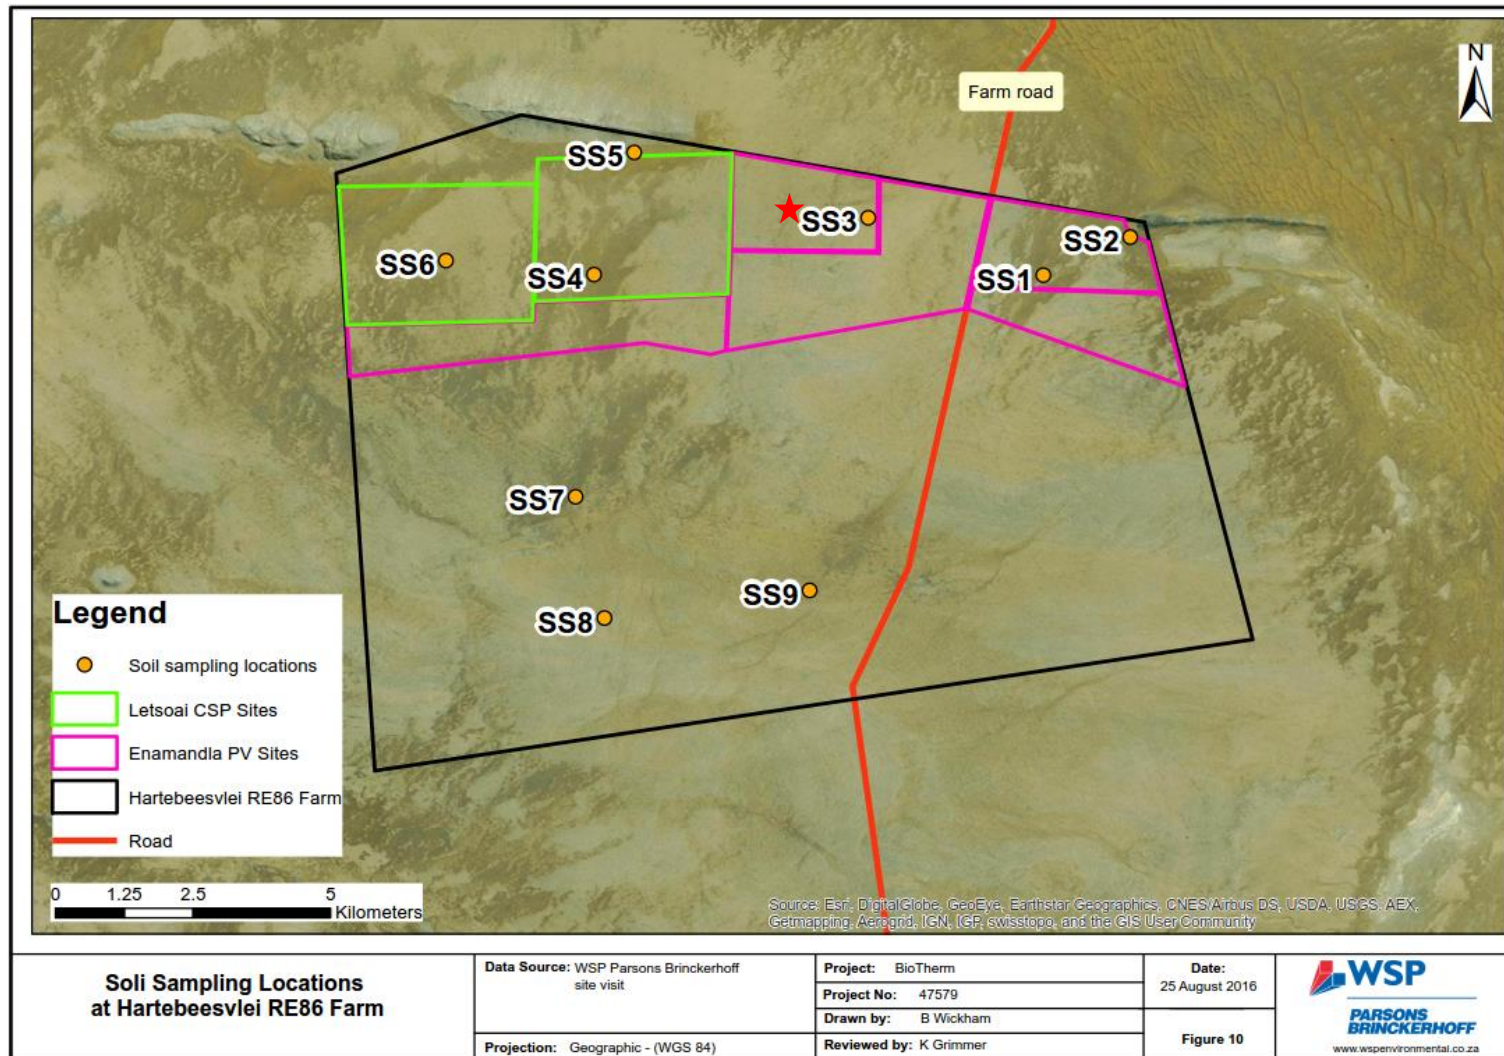 N
Farm road
SS5
SS3
SS2
SS6
SS4
SS1
SS7
SS9
SS8
Legend
Soil sampling locations
Letsoai CSP Sites
Enamandla PV Sites
Hartebeesvlei RE86 Farm
Road
0 1.25 2.5 5
Kilometers
Source: Esri, DigitalGlobe, GeoEye, Earthstar Geographics, CNES/Airbus DS, USDA, USGS, AEX,
Getmapping, Aerogrid, IGN, IGP, swisstopo, and the GIS User Community
Soli Sampling Locations
at Hartebeesvlei RE86 Farm
Data Source: WSP Parsons Brinckerhoff
site visit
Projection: Geographic - (WGS 84)
Project: BioTherm
Project No: 47579
Drawn by: B Wickham
Reviewed by: K Grimmer
Date:
25 August 2016
Figure 10
WSP
PARSONS
BRINCKERHOFF
www.wspenvironmental.co.za